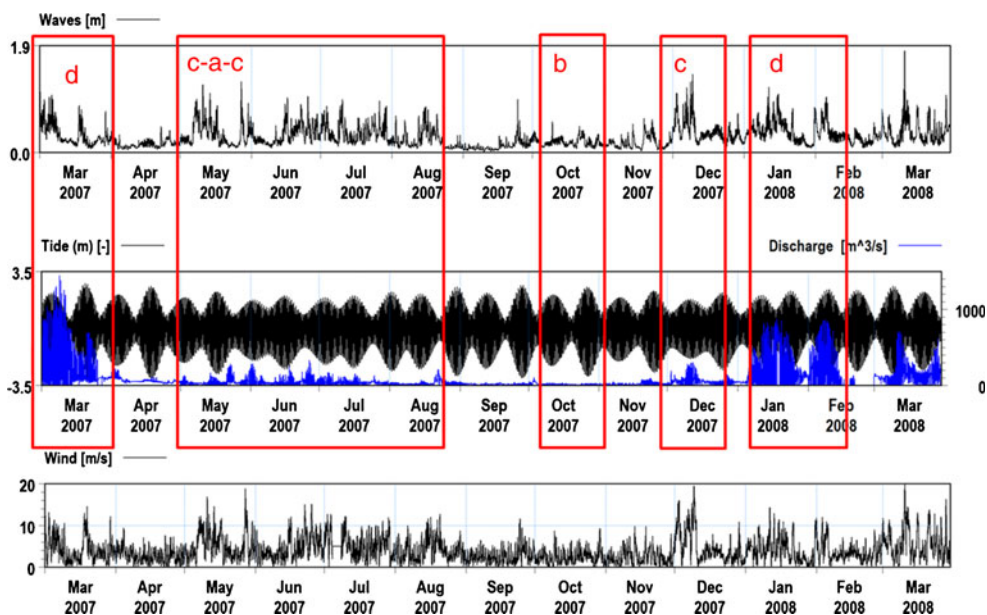 Waves [m]
1.9
d
c-a-c
b
c
d
0.0
Mar Apr May Jun Jul Aug Sep Oct Nov Dec Jan Feb Mar
2007 2007 2007 2007 2007 2007 2007 2007 2007 2007 2008 2008 2008
Tide (m) [-]
Discharge [m^3/s]
3.5
1000
-3.5
0
Mar Apr May Jun Jul Aug Sep Oct Nov Dec Jan Feb Mar
2007 2007 2007 2007 2007 2007 2007 2007 2007 2007 2008 2008 2008
Wind [m/s]
20
10
0
Mar Apr May Jun Jul Aug Sep Oct Nov Dec Jan Feb Mar
2007 2007 2007 2007 2007 2007 2007 2007 2007 2007 2008 2008 2008